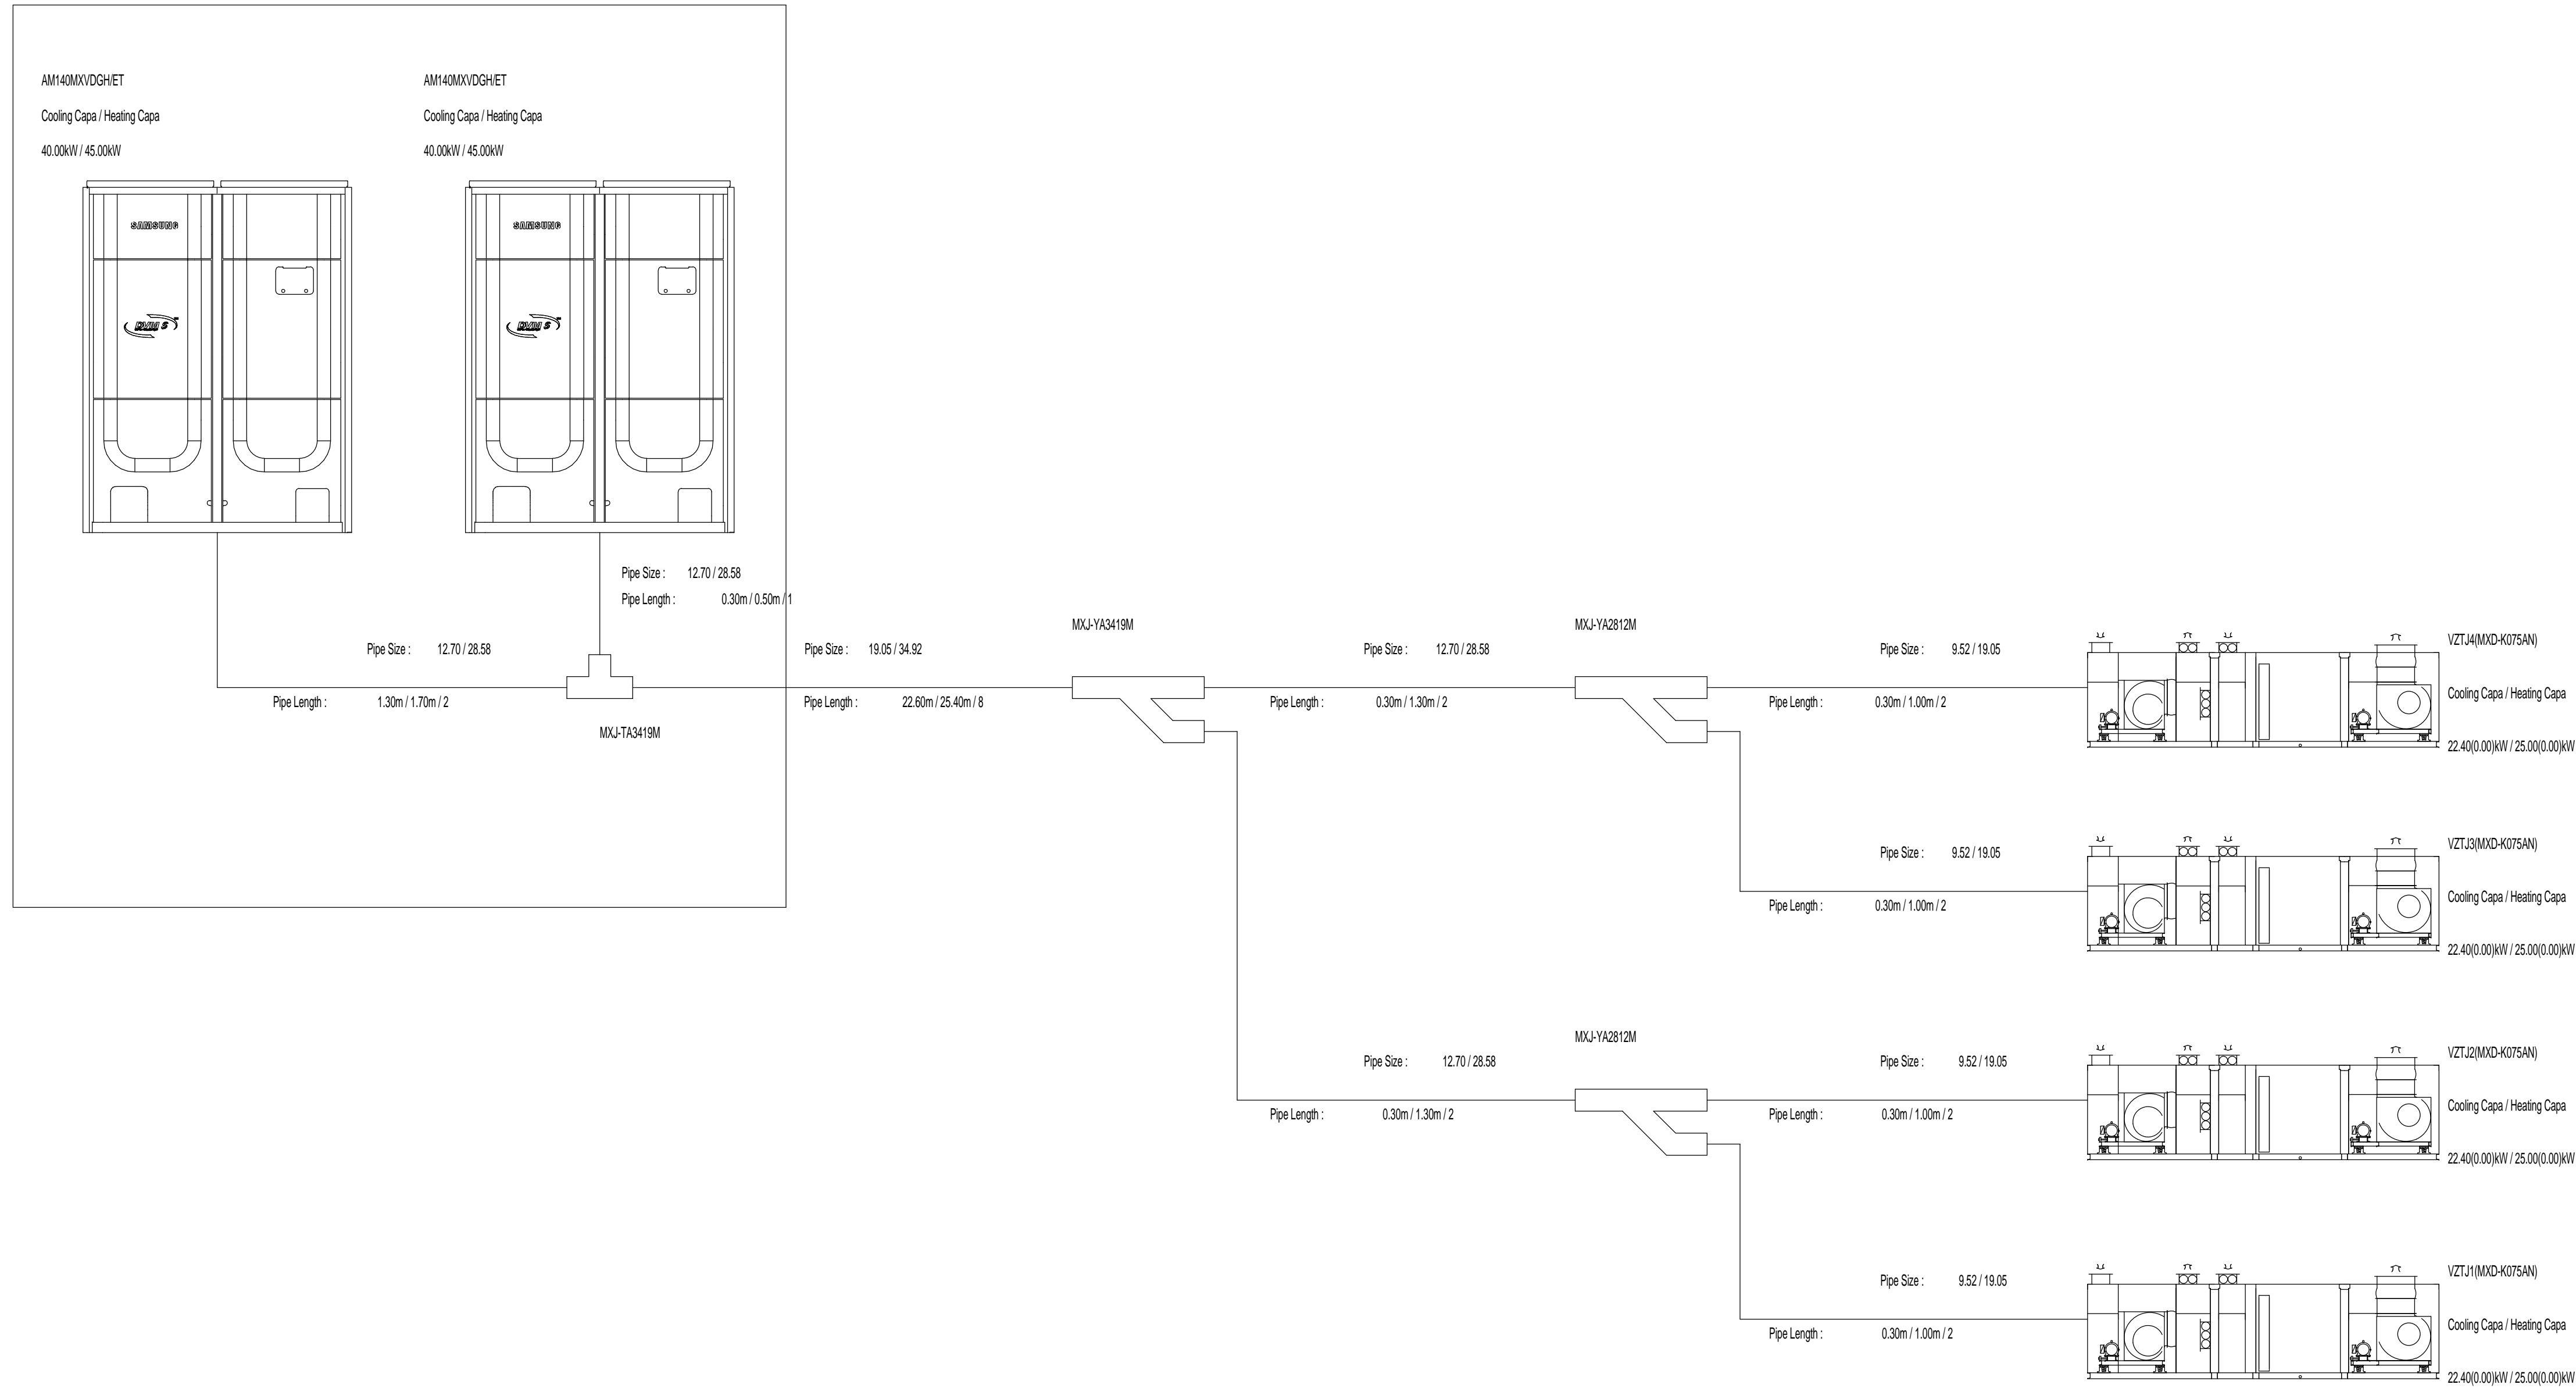 AM140MXVDGH/ET
Cooling Capa / Heating Capa
40.00kW / 45.00kW
SAMSUNG
DVM S
AM140MXVDGH/ET
Cooling Capa / Heating Capa
40.00kW / 45.00kW
SAMSUNG
DVM S
Pipe Size : 12.70 / 28.58
Pipe Length : 0.30m / 0.50m / 1
Pipe Size : 12.70 / 28.58
Pipe Length : 1.30m / 1.70m / 2
MXJ-TA3419M
Pipe Size : 19.05 / 34.92
Pipe Length : 22.60m / 25.40m / 8
MXJ-YA3419M
Pipe Size : 12.70 / 28.58
Pipe Length : 0.30m / 1.30m / 2
MXJ-YA2812M
Pipe Size : 9.52 / 19.05
Pipe Length : 0.30m / 1.00m / 2
VZTJ4(MXD-K075AN)
Cooling Capa / Heating Capa
22.40(0.00)kW / 25.00(0.00)kW
Pipe Size : 9.52 / 19.05
Pipe Length : 0.30m / 1.00m / 2
VZTJ3(MXD-K075AN)
Cooling Capa / Heating Capa
22.40(0.00)kW / 25.00(0.00)kW
Pipe Size : 12.70 / 28.58
Pipe Length : 0.30m / 1.30m / 2
MXJ-YA2812M
Pipe Size : 9.52 / 19.05
Pipe Length : 0.30m / 1.00m / 2
VZTJ2(MXD-K075AN)
Cooling Capa / Heating Capa
22.40(0.00)kW / 25.00(0.00)kW
Pipe Size : 9.52 / 19.05
Pipe Length : 0.30m / 1.00m / 2
VZTJ1(MXD-K075AN)
Cooling Capa / Heating Capa
22.40(0.00)kW / 25.00(0.00)kW